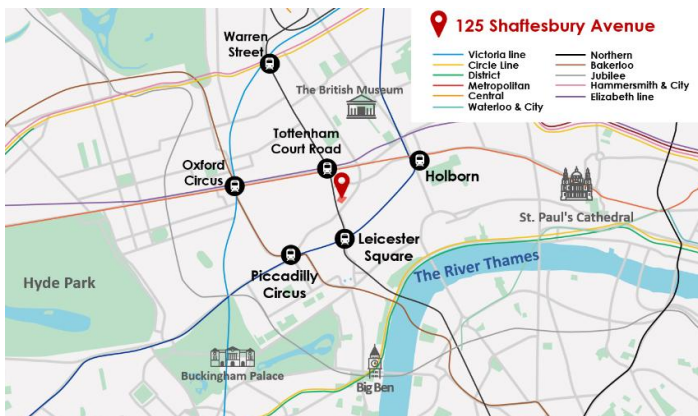 125 Shaftesbury Avenue
Victoria line
Circle Line
District
Metropolitan
Central
Waterloo & City
Northern
Bakerloo
Jubilee
Hammersmith & City
Elizabeth line
Warren
Street
The British Museum
Tottenham
Court Road
Oxford
Circus
Holborn
St. Paul's Cathedral
Leicester
Square
Piccadilly
Circus
The River Thames
Hyde Park
Buckingham Palace
Big Ben